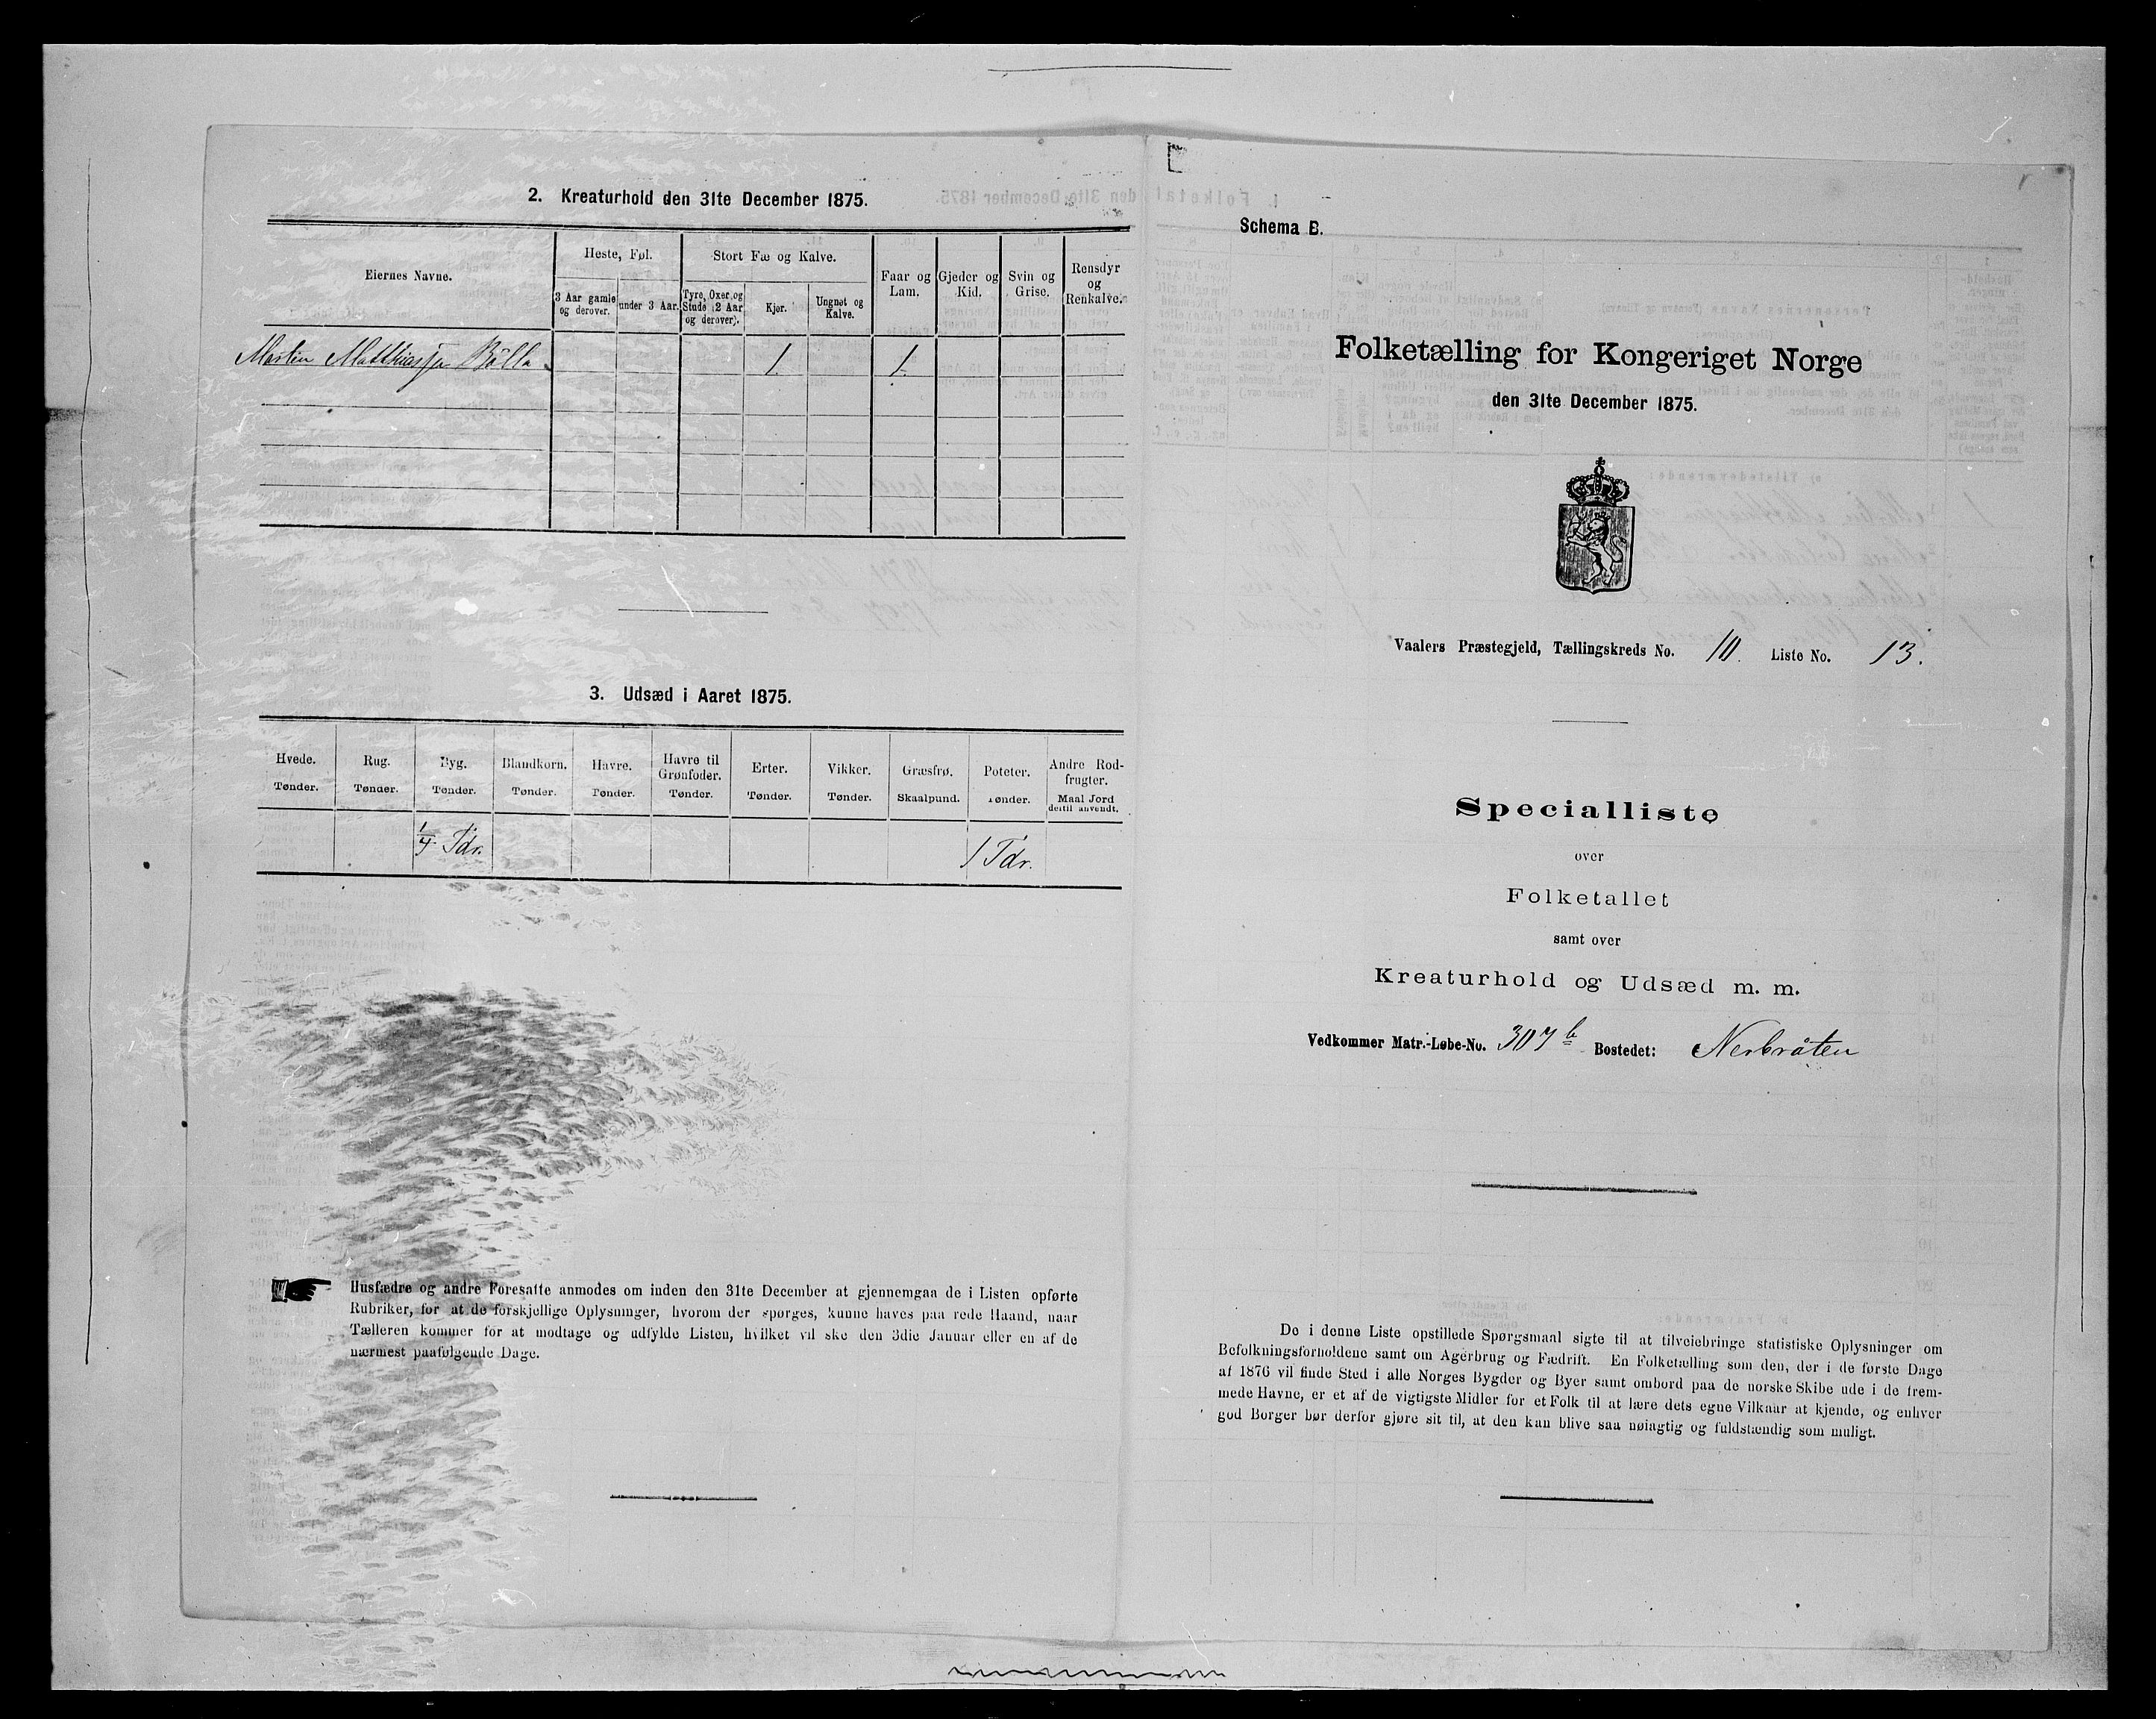 2. Kreaturhold den 31te December 1875.
Eiernes Navne.
Heste, Føl.
Stort Fæ og Kalve.
Faar og Lam.
Gjeder og Kid.
Svin og Grise.
Rensdyr og Renkalve.
3 Aar gamle og derover.
under 3 Aar.
Tyre, Oxer og Stude (2 Aar og derover).
Kjør.
Ungnøt og Kalve.
Martin 1 1
3. Udsæd i Aaret 1875.
Hvede. Tønder.
Rug. Tønder.
Byg. Tønder.
Blandkorn. Tønder.
Havre. Tønder.
Havre til Grønfoder. Tønder.
Erter. Tønder.
Vikker. Tønder.
Græsfrø. Skaalpund.
Poteter. Tønder.
Andre Rodfrugter. Maal Jord dertil anvendt.
1/4 Tdr. 1 Tdr.
Husfædre og andre Foresatte anmodes om inden den 31te December at gjennemgaa de i Listen opførte
Rubriker, for at de forskjellige Oplysninger, hvorom der spørges, kunne haves paa rede Haand, naar
Tælleren kommer for at modtage og udfylde Listen, hvilket vil ske den 3die Januar eller en af de
nærmest paafølgende Dage.
Schema B.
Folketælling for Kongeriget Norge
den 31te December 1875.
Vaalers Præstegjeld, Tællingskreds No. 10. Liste No. 13.
Specialliste
over
Folketallet
samt over
Kreaturhold og Udsæd m. m.
Vedkommer Matr.-Løbe-No. 307 b Bostedet: Nerbråten
De i denne Liste opstillede Spørgsmaal sigte til at tilveiebringe statistiske Oplysninger om
Befolkningsforholdene samt om Agerbrug og Fædrift. En Folketælling som den, der i de første Dage
af 1876 vil finde Sted i alle Norges Bygder og Byer samt ombord paa de norske Skibe ude i de frem-
mede Havne, er et af de vigtigste Midler for et Folk til at lære dets egne Vilkaar at kjende, og enhver
god Borger bør derfor gjøre sit til, at den kan blive saa nøiagtig og fuldstændig som muligt.